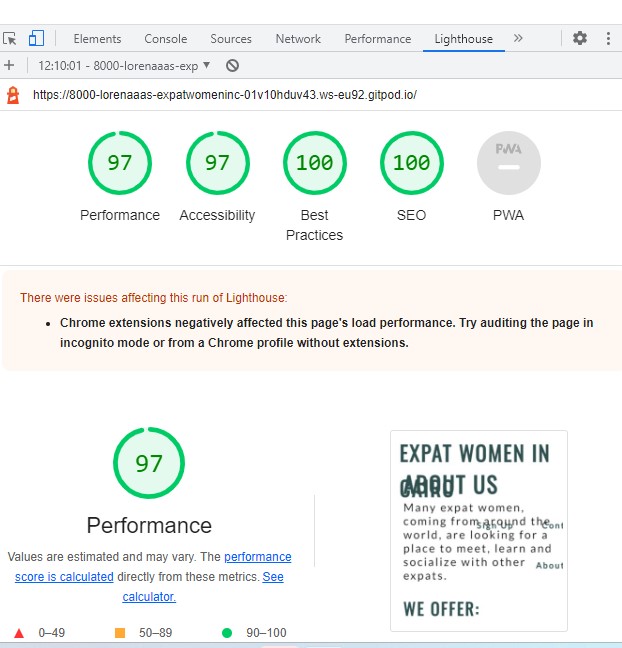 Elements Console Sources Network Performance Lighthouse »
+ 12:10:01 - 8000-lorenaaas-exp ▼
https://8000-lorenaaas-expatwomeninc-01v10hduv43.ws-eu92.gitpod.io/
97 97 100 100 PWA
Performance Accessibility Best SEO PWA
Practices
There were issues affecting this run of Lighthouse:
• Chrome extensions negatively affected this page's load performance. Try auditing the page in
incognito mode or from a Chrome profile without extensions.
97
Performance
Values are estimated and may vary. The performance
score is calculated directly from these metrics. See
calculator.
0–49 50–89 90–100
EXPAT WOMEN IN
CAIRO
ABOUT US
Many expat women,
coming from around the
Sign Up Cont
world, are looking for a
place to meet, learn and
socialize with other
About
expats.
WE OFFER: